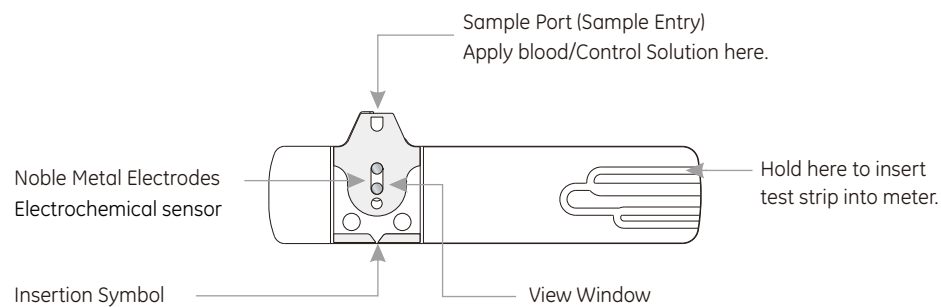 Sample Port (Sample Entry)
Apply blood/Control Solution here.
Noble Metal Electrodes
Electrochemical sensor
Hold here to insert
test strip into meter.
Insertion Symbol
View Window